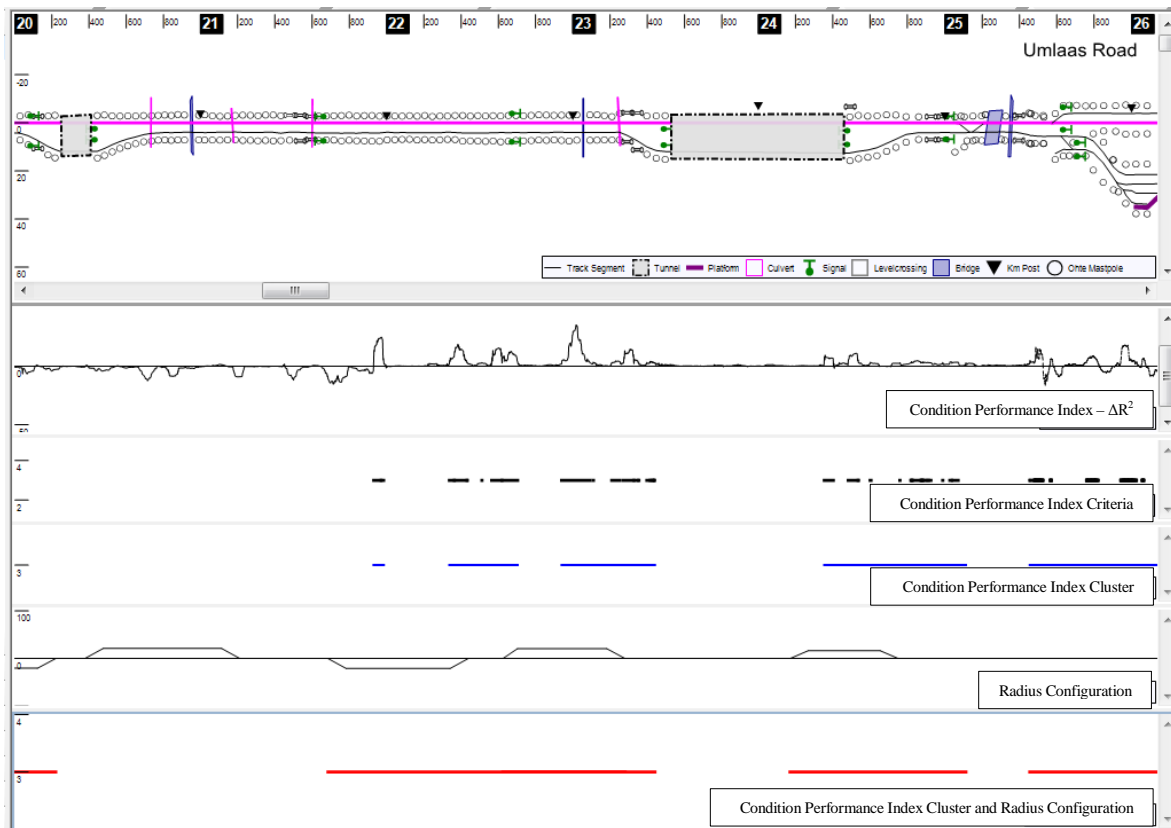 20 |200 |400 |600 |800 21 |200 |400 |600 |800 22 |200 |400 |600 |800 23 |200 |400 |600 |800 24 |200 |400 |600 |800 25 |200 |400 |600 |800 26
Umlaas Road
-20
0
20
40
60
Track Segment Tunnel Platform Culvert Signal Levelcrossing Bridge Km Post Ohte Mastpole
0
50
Condition Performance Index – ΔR²
4
2
Condition Performance Index Criteria
3
Condition Performance Index Cluster
100
0
Radius Configuration
4
3
Condition Performance Index Cluster and Radius Configuration